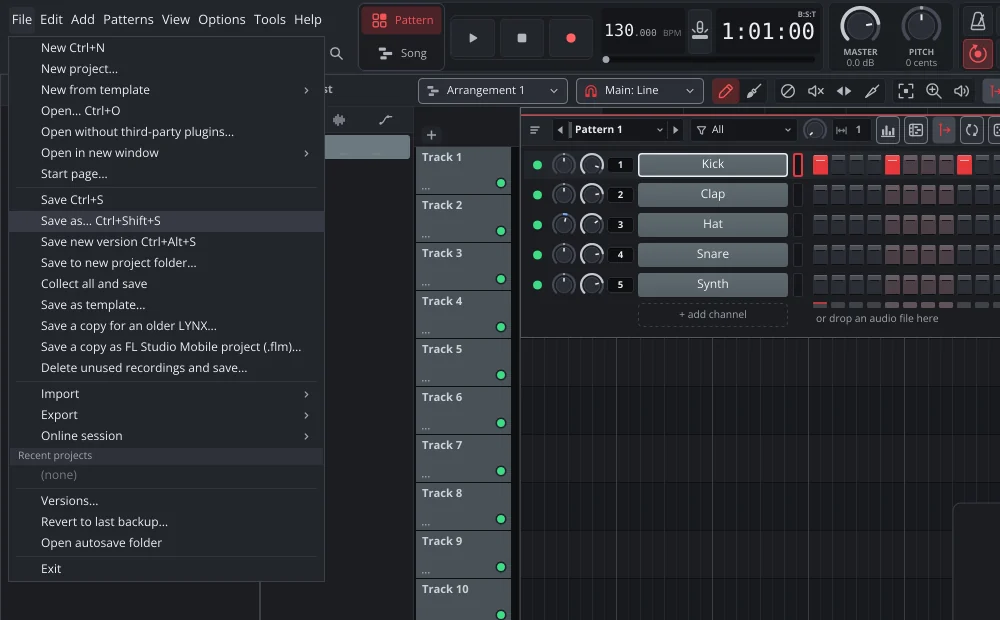 File Edit Add Patterns View Options Tools Help
New Ctrl+N
New project...
New from template
Open... Ctrl+O
Open without third-party plugins...
Open in new window
Start page...
Save Ctrl+S
Save as... Ctrl+Shift+S
Save new version Ctrl+Alt+S
Save to new project folder...
Collect all and save
Save as template...
Save a copy for an older LYNX...
Save a copy as FL Studio Mobile project (.flm)...
Delete unused recordings and save...
Import
Export
Online session
Recent projects
(none)
Versions...
Revert to last backup...
Open autosave folder
Exit
Pattern
Song
130.000 BPM
B:S:T
1:01:00
MASTER
0.0 dB
PITCH
0 cents
st
Arrangement 1
Main: Line
Track 1
...
Track 2
...
Track 3
...
Track 4
...
Track 5
...
Track 6
...
Track 7
...
Track 8
...
Track 9
...
Track 10
Pattern 1
All
1
1 Kick
2 Clap
3 Hat
4 Snare
5 Synth
+ add channel
or drop an audio file here